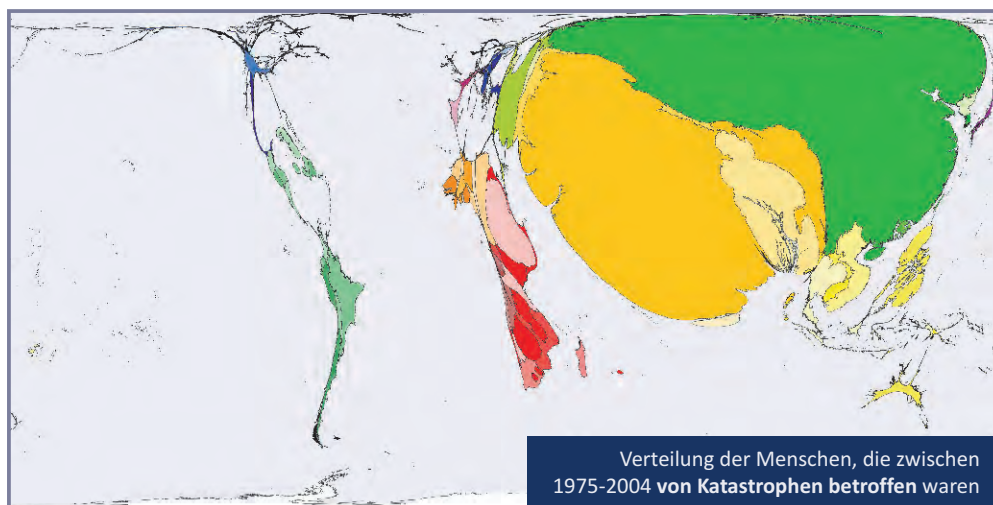 Verteilung der Menschen, die zwischen
1975-2004 von Katastrophen betroffen waren